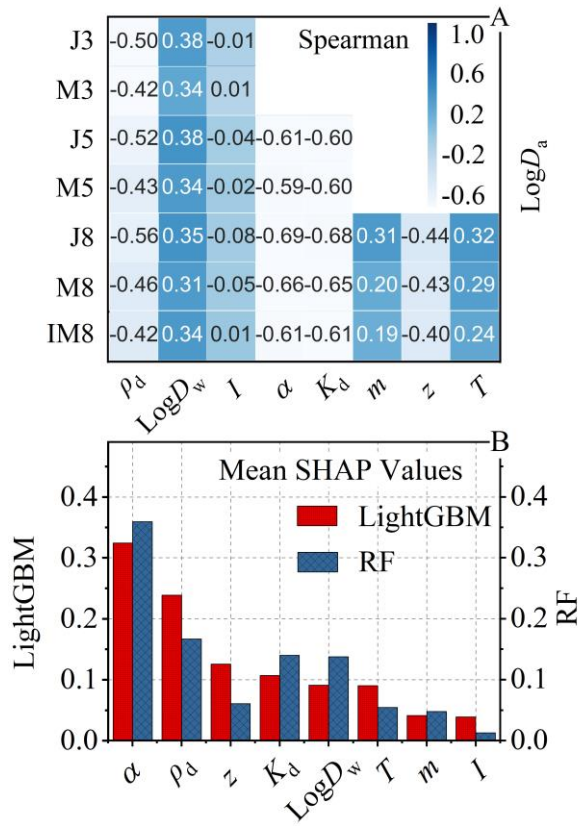 A
Spearman
1.0
0.6
0.2
-0.2
-0.6
LogDₐ
J3 -0.50 0.38 -0.01
M3 -0.42 0.34 0.01
J5 -0.52 0.38 -0.04 -0.61 -0.60
M5 -0.43 0.34 -0.02 -0.59 -0.60
J8 -0.56 0.35 -0.08 -0.69 -0.68 0.31 -0.44 0.32
M8 -0.46 0.31 -0.05 -0.66 -0.65 0.20 -0.43 0.29
IM8 -0.42 0.34 0.01 -0.61 -0.61 0.19 -0.40 0.24
ρd LogDw I α Kd m z T
B
Mean SHAP Values
LightGBM
RF
LightGBM
0.4
0.3
0.2
0.1
0.0
0.4
0.3
0.2
0.1
0.0
RF
α ρd z Kd LogDw T m I